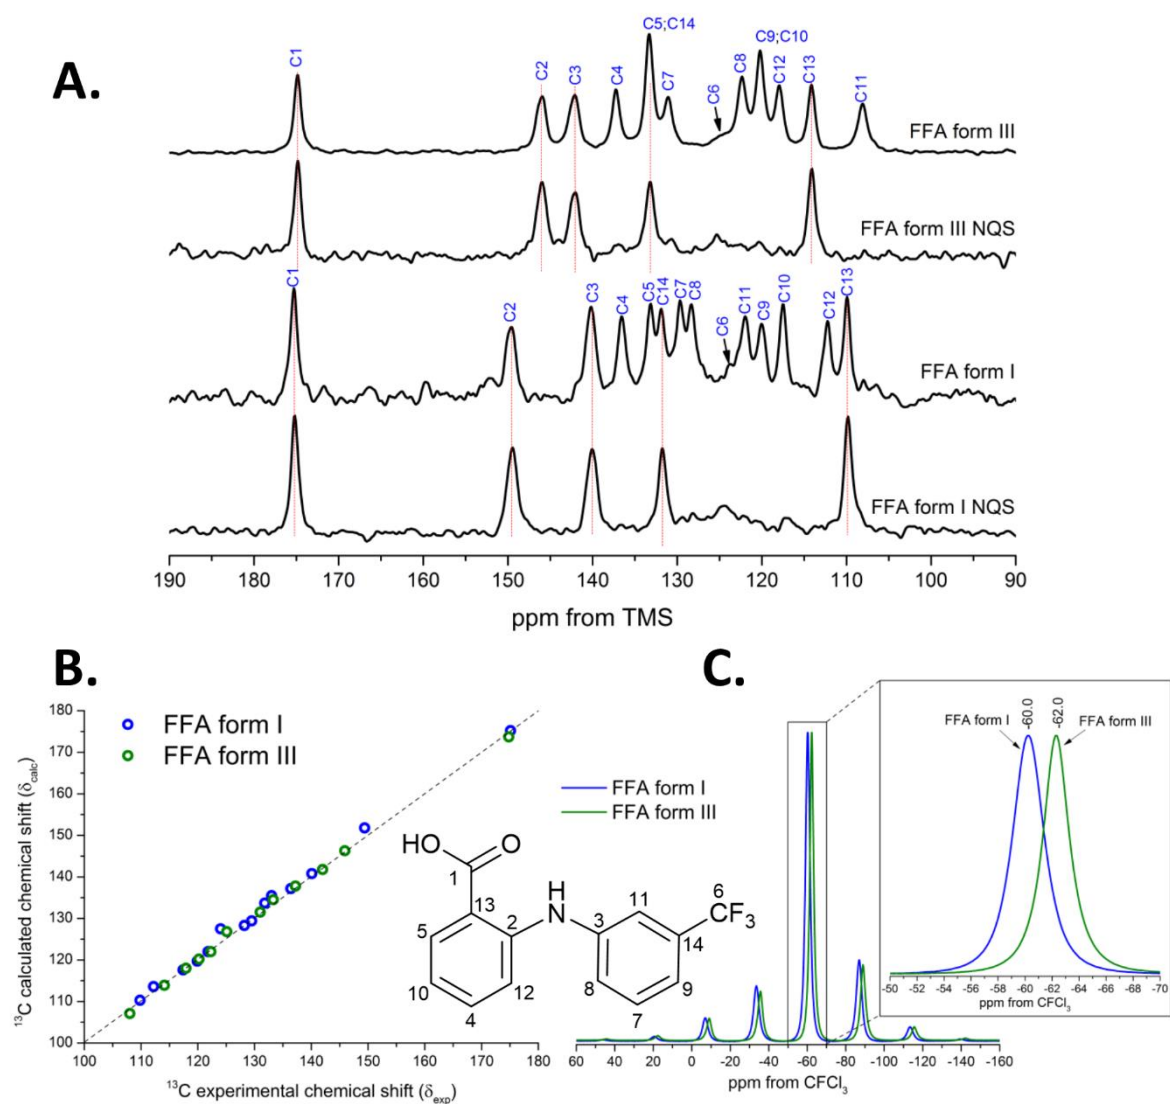 A.
C1
C2
C3
C4
C5;C14
C7
C6
C8
C9;C10
C12
C13
C11
FFA form III
FFA form III NQS
C1
C2
C3
C4
C5
C14
C7
C8
C6
C11
C9
C10
C12
C13
FFA form I
FFA form I NQS
190 180 170 160 150 140 130 120 110 100 90
ppm from TMS
B.
FFA form I
FFA form III
180
170
160
150
140
130
120
110
100
100 110 120 130 140 150 160 170 180
13C calculated chemical shift (δcalc)
13C experimental chemical shift (δexp)
HO
O
1
13
5
2
10
4
12
H
N
3
11
8
7
9
14
6
CF3
C.
FFA form I
FFA form III
60 40 20 0 -20 -40 -60 -80 -100 -120 -140 -160
ppm from CFCl3
FFA form I
-60.0
-62.0
FFA form III
-50 -52 -54 -56 -58 -60 -62 -64 -66 -68 -70
ppm from CFCl3